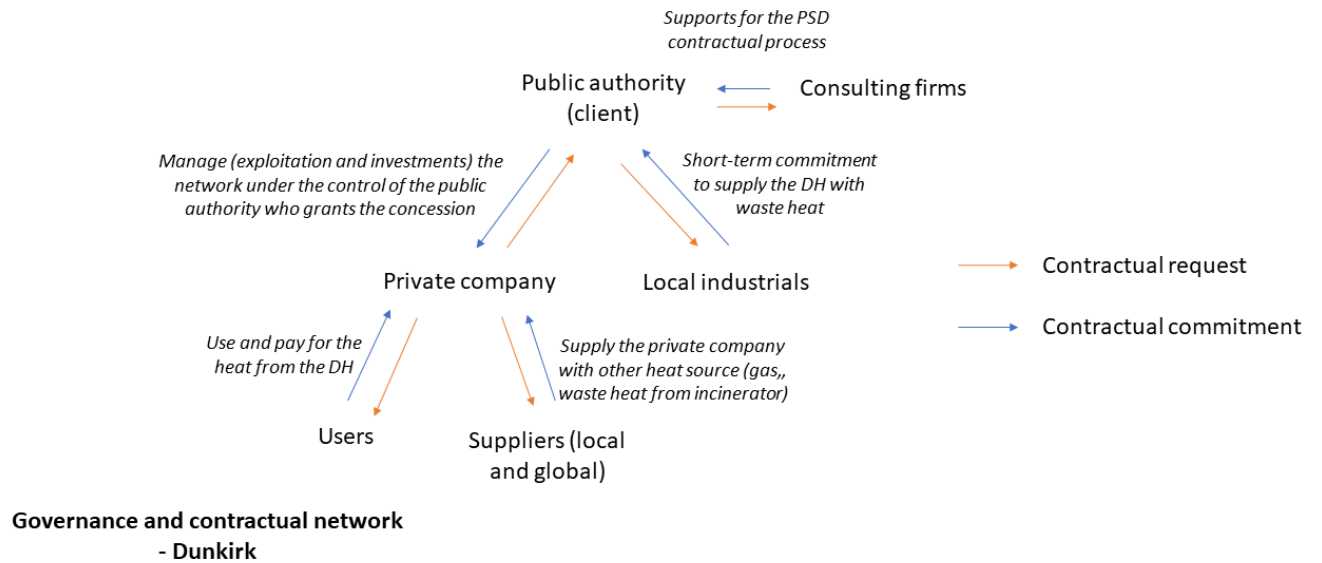 Supports for the PSD
contractual process
Public authority
(client)
Consulting firms
Manage (exploitation and investments) the
network under the control of the public
authority who grants the concession
Short-term commitment
to supply the DH with
waste heat
Private company
Local industrials
Contractual request
Contractual commitment
Use and pay for the
heat from the DH
Supply the private company
with other heat source (gas,,
waste heat from incinerator)
Users
Suppliers (local
and global)
Governance and contractual network
- Dunkirk